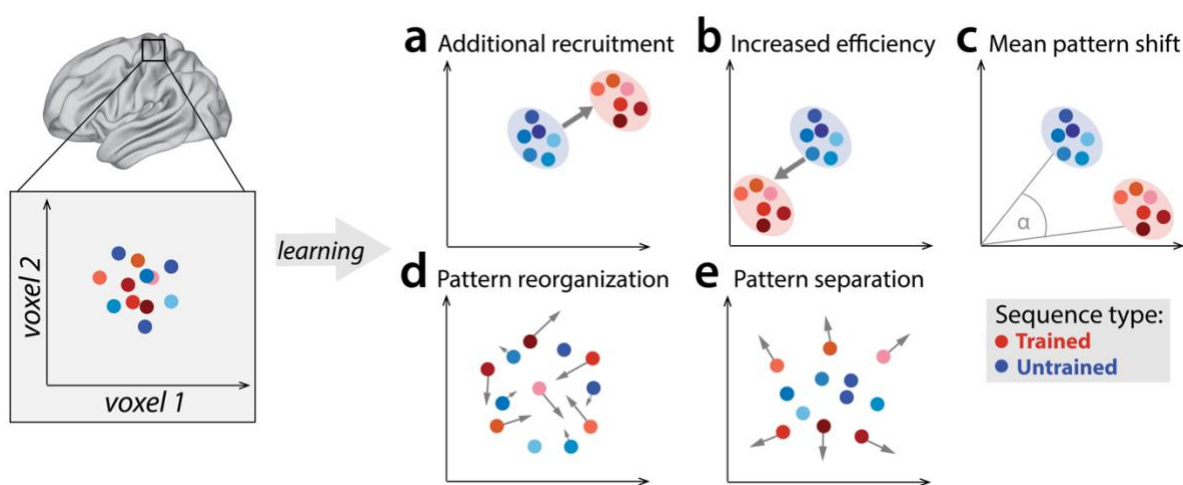 a Additional recruitment
b Increased efficiency
c Mean pattern shift
α
voxel 2
voxel 1
learning
d Pattern reorganization
e Pattern separation
Sequence type:
Trained
Untrained